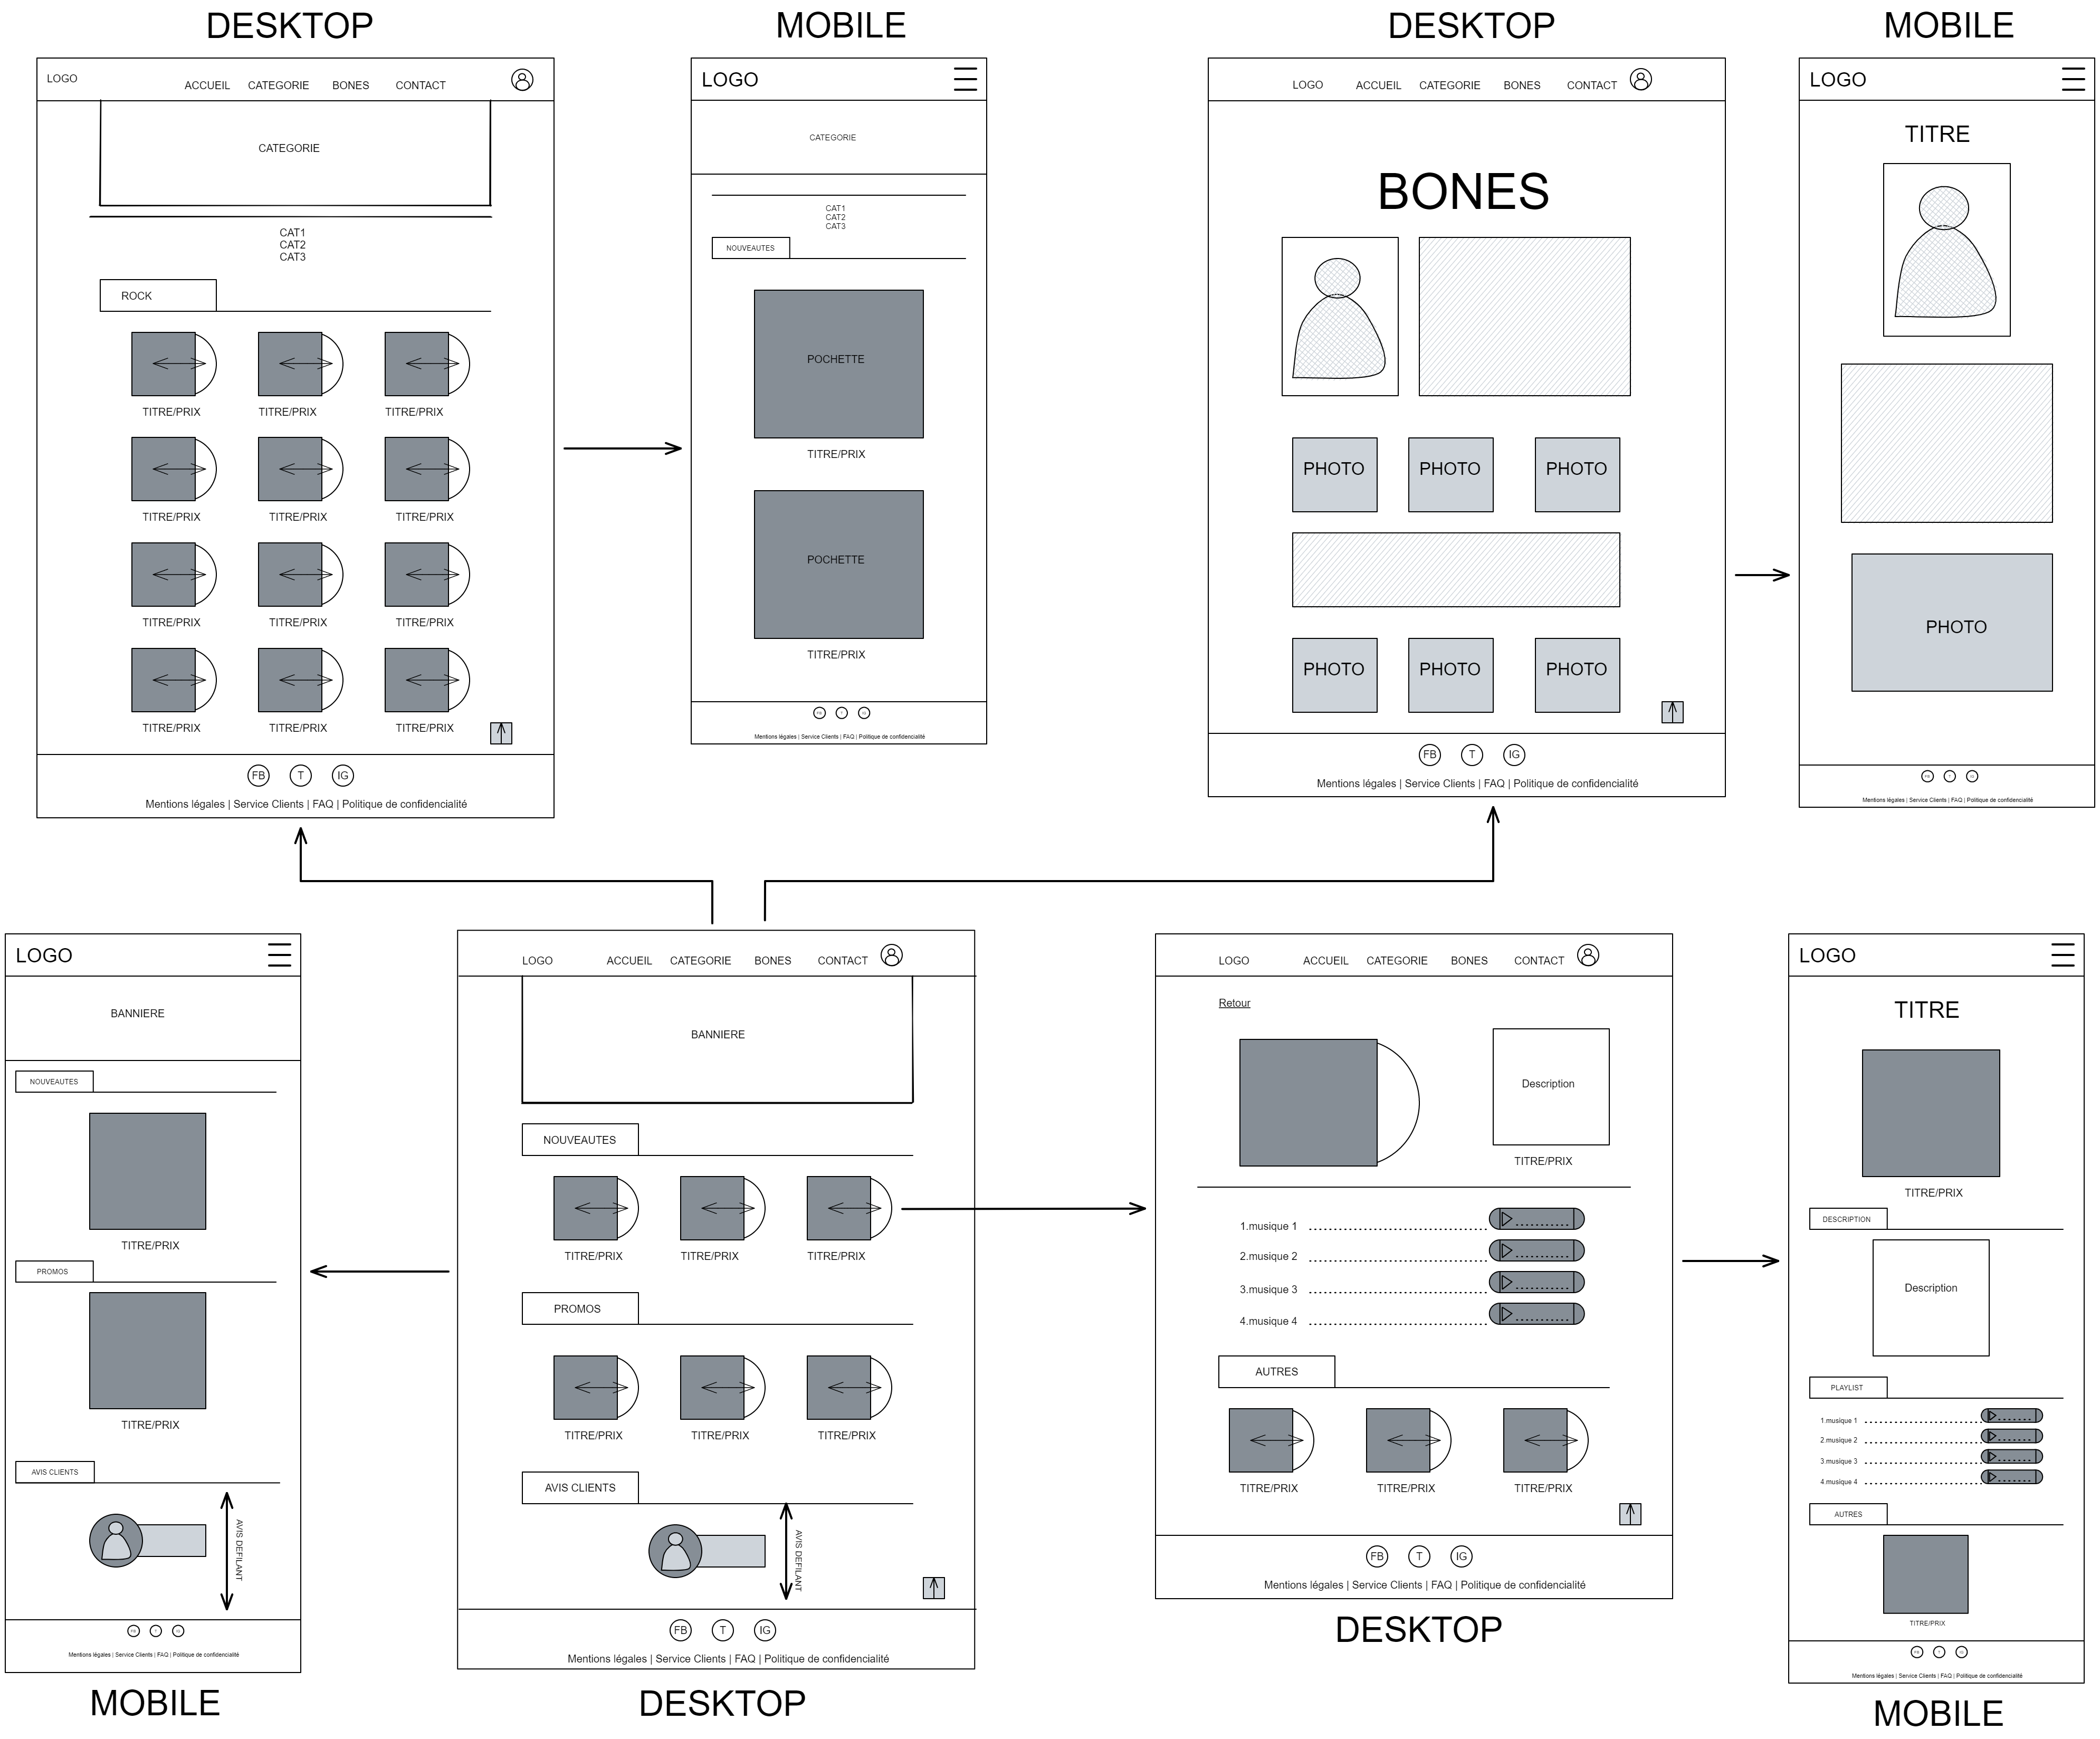 DESKTOP
LOGO
ACCUEIL CATEGORIE BONES CONTACT
CATEGORIE
CAT1
CAT2
CAT3
ROCK
TITRE/PRIX TITRE/PRIX TITRE/PRIX
TITRE/PRIX TITRE/PRIX TITRE/PRIX
TITRE/PRIX TITRE/PRIX TITRE/PRIX
TITRE/PRIX TITRE/PRIX TITRE/PRIX
FB T IG
Mentions légales | Service Clients | FAQ | Politique de confidencialité
MOBILE
LOGO
CATEGORIE
CAT1
CAT2
CAT3
NOUVEAUTES
POCHETTE
TITRE/PRIX
POCHETTE
TITRE/PRIX
FB T IG
Mentions légales | Service Clients | FAQ | Politique de confidencialité
DESKTOP
LOGO ACCUEIL CATEGORIE BONES CONTACT
BONES
PHOTO PHOTO PHOTO
PHOTO PHOTO PHOTO
FB T IG
Mentions légales | Service Clients | FAQ | Politique de confidencialité
MOBILE
LOGO
TITRE
PHOTO
FB T IG
Mentions légales | Service Clients | FAQ | Politique de confidencialité
LOGO
BANNIERE
NOUVEAUTES
TITRE/PRIX
PROMOS
TITRE/PRIX
AVIS CLIENTS
AVIS DEFILANT
FB T IG
Mentions légales | Service Clients | FAQ | Politique de confidencialité
MOBILE
LOGO ACCUEIL CATEGORIE BONES CONTACT
BANNIERE
NOUVEAUTES
TITRE/PRIX TITRE/PRIX TITRE/PRIX
PROMOS
TITRE/PRIX TITRE/PRIX TITRE/PRIX
AVIS CLIENTS
AVIS DEFILANT
FB T IG
Mentions légales | Service Clients | FAQ | Politique de confidencialité
DESKTOP
LOGO ACCUEIL CATEGORIE BONES CONTACT
Retour
Description
TITRE/PRIX
1.musique 1
2.musique 2
3.musique 3
4.musique 4
AUTRES
TITRE/PRIX TITRE/PRIX TITRE/PRIX
FB T IG
Mentions légales | Service Clients | FAQ | Politique de confidencialité
DESKTOP
LOGO
TITRE
TITRE/PRIX
DESCRIPTION
Description
PLAYLIST
1.musique 1
2.musique 2
3.musique 3
4.musique 4
AUTRES
TITRE/PRIX
FB T IG
Mentions légales | Service Clients | FAQ | Politique de confidencialité
MOBILE